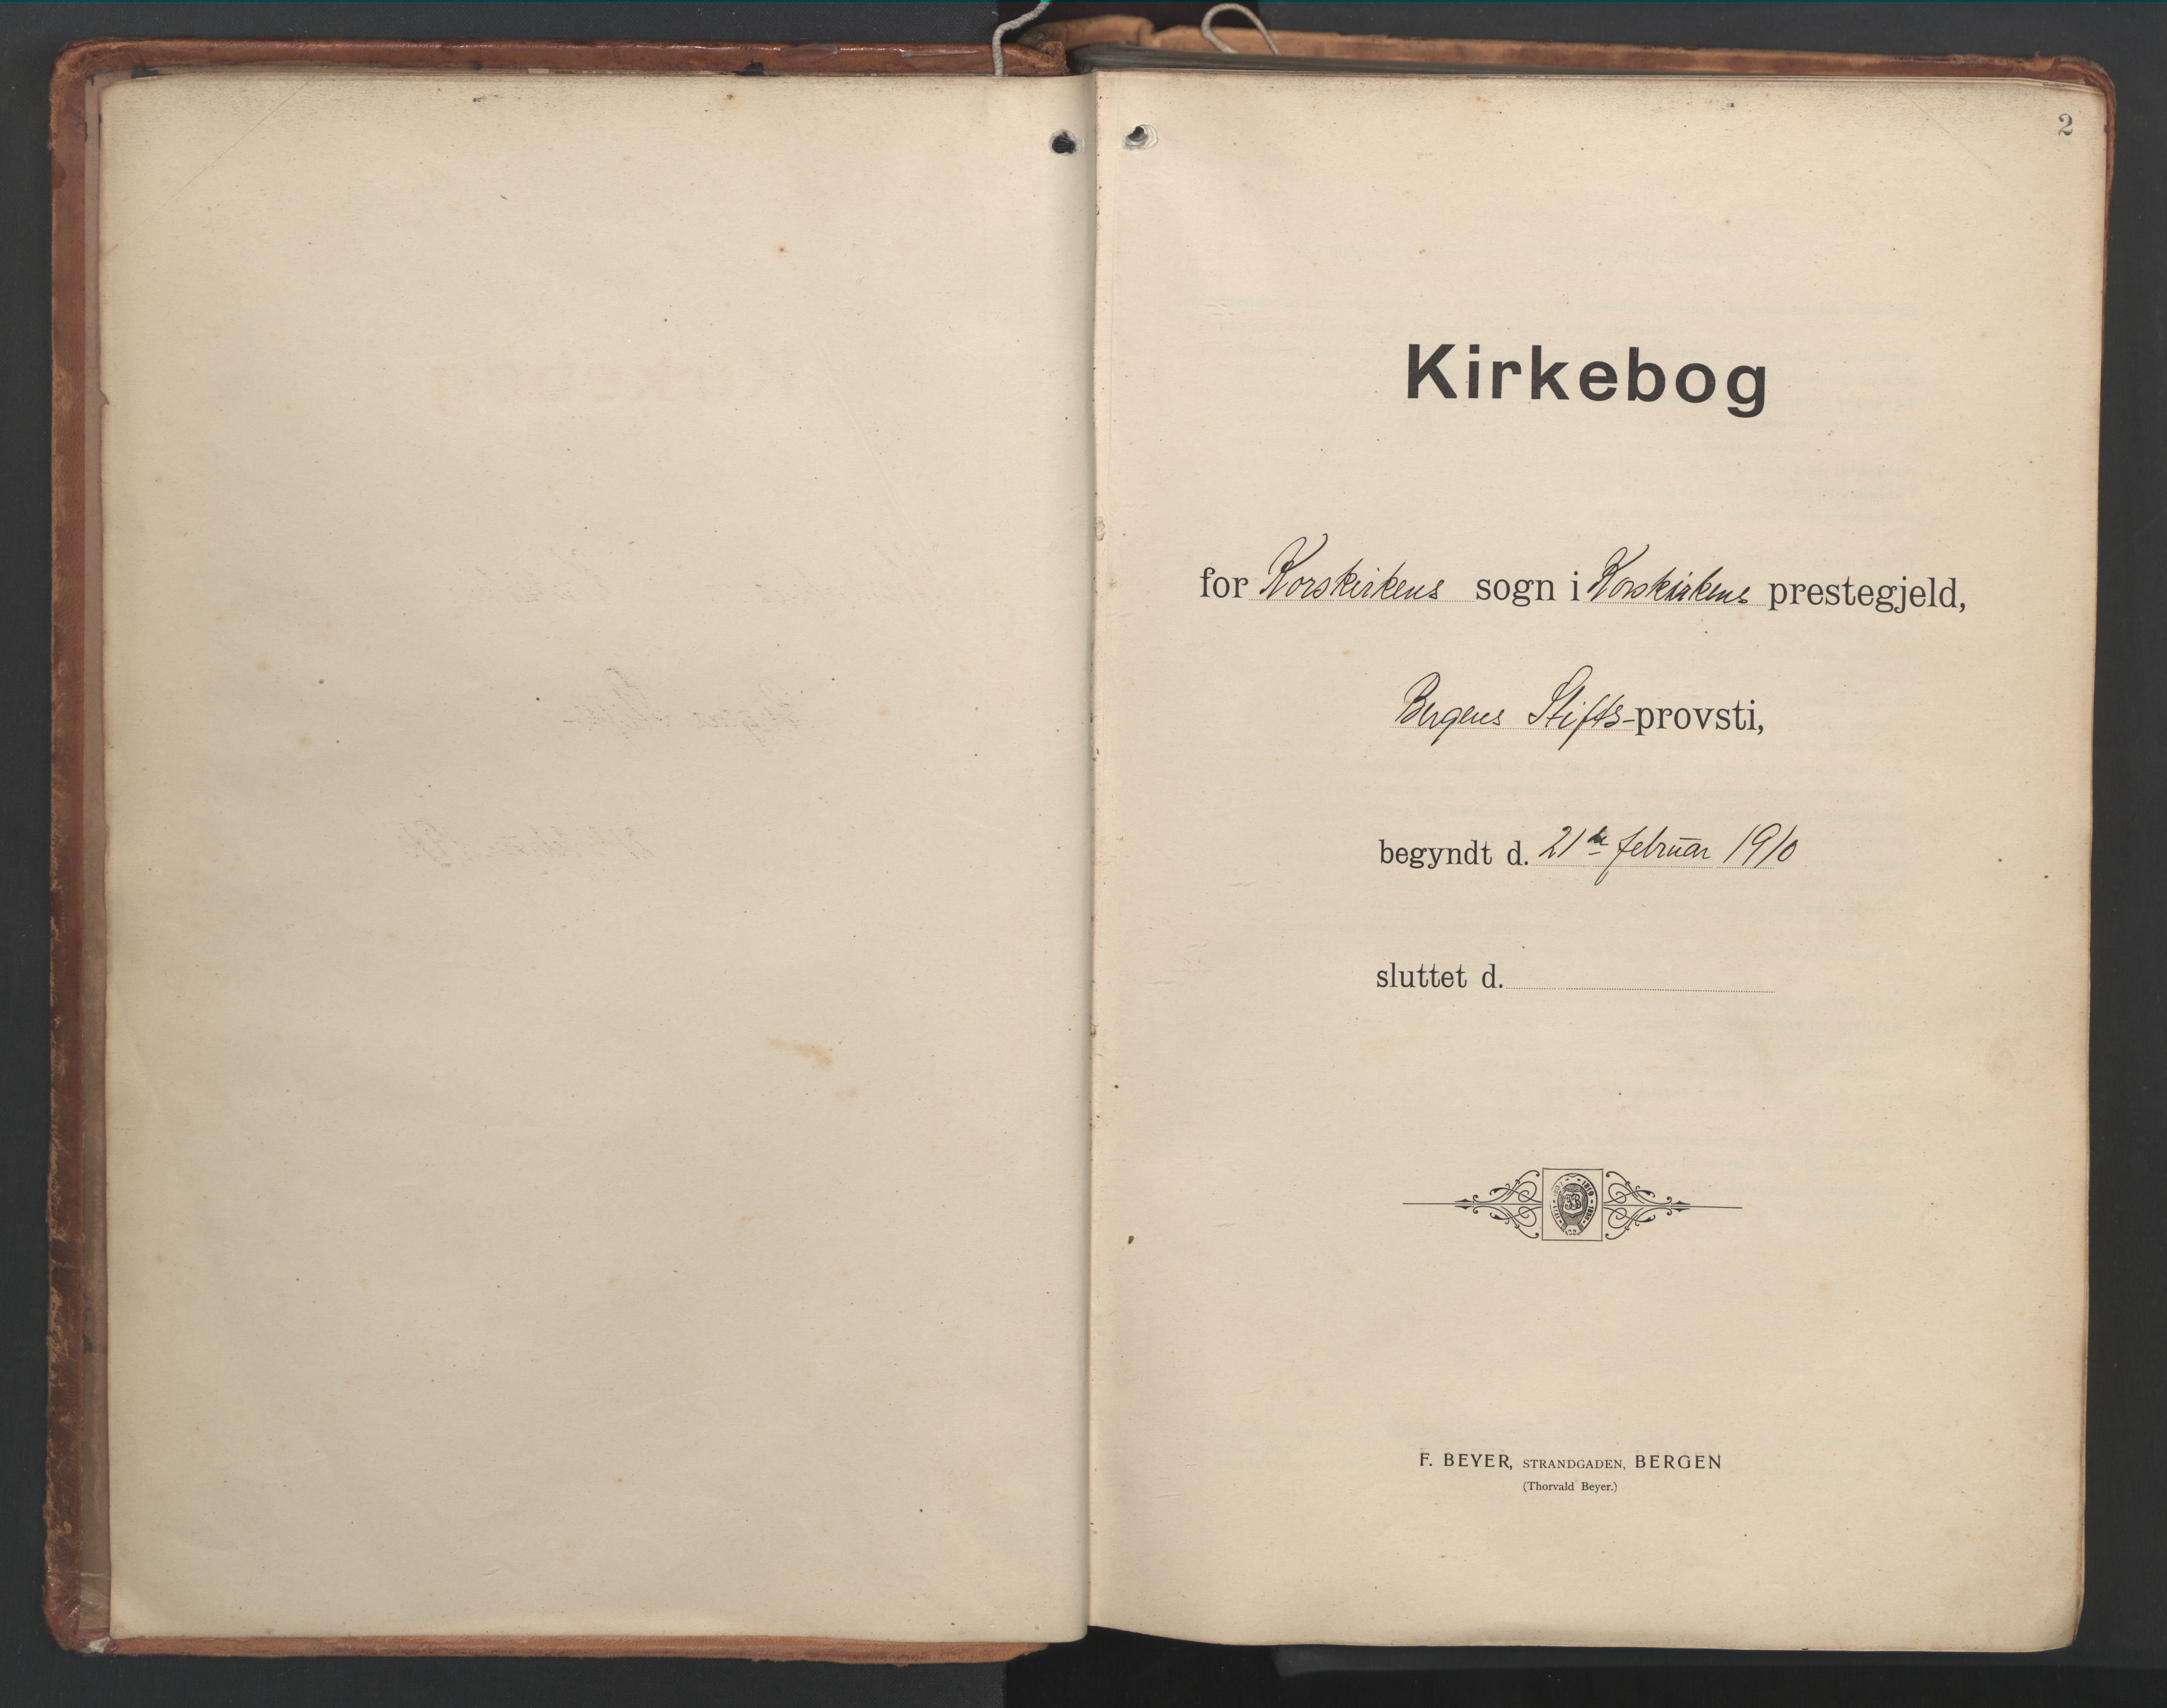 2
Kirkebog
for Korskirkens sogn i Korskirkens prestegjeld,
Bergens Stifts-provsti,
begyndt d. 21de februar 1910
sluttet d.
F. BEYER, STRANDGADEN, BERGEN
(Thorvald Beyer.)